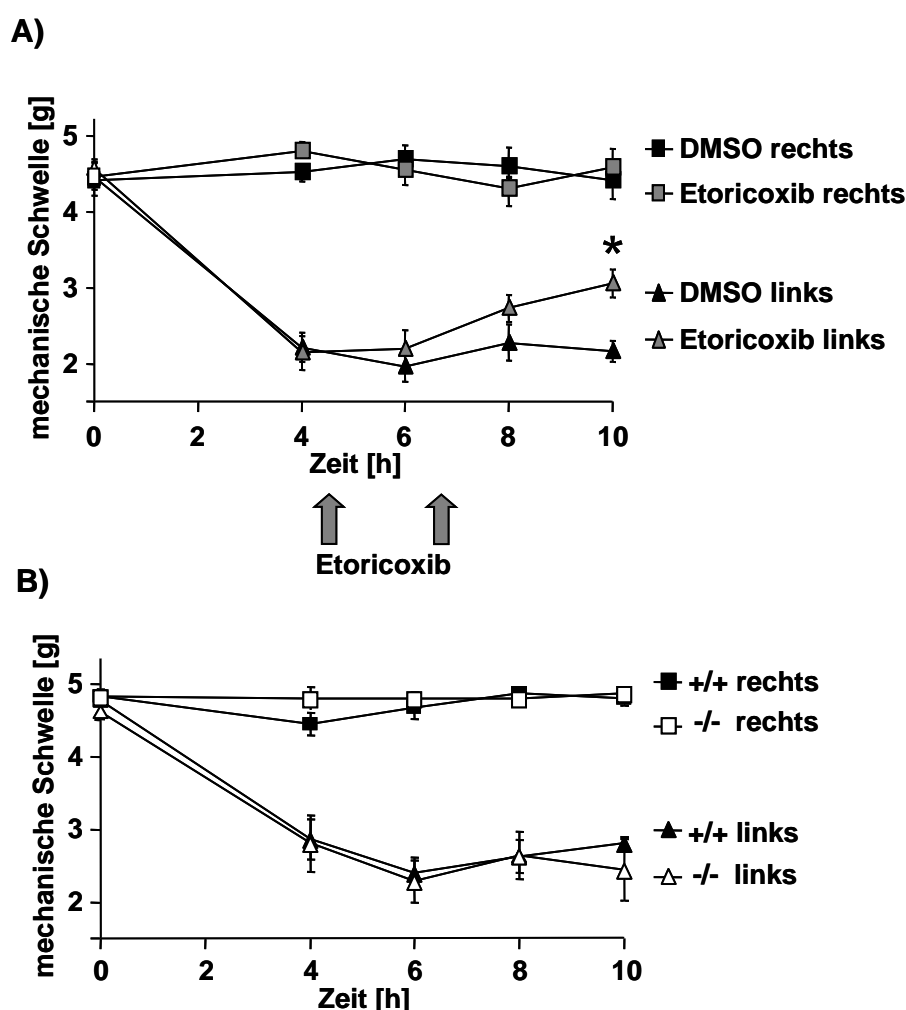 A)
mechanische Schwelle [g]
5
4
3
2
0 2 4 6 8 10
Zeit [h]
*
DMSO rechts
Etoricoxib rechts
DMSO links
Etoricoxib links
Etoricoxib
B)
mechanische Schwelle [g]
5
4
3
2
0 2 4 6 8 10
Zeit [h]
+/+ rechts
-/- rechts
+/+ links
-/- links